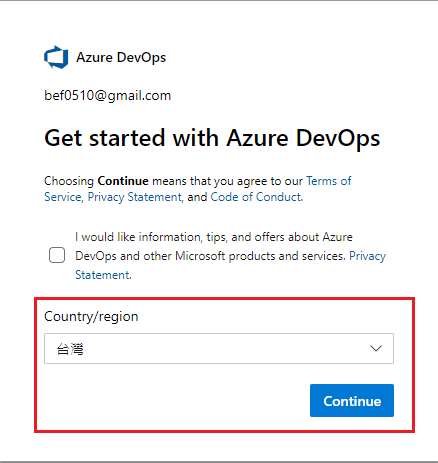 Azure DevOps
bef0510@gmail.com
Get started with Azure DevOps
Choosing Continue means that you agree to our Terms of
Service, Privacy Statement, and Code of Conduct.
I would like information, tips, and offers about Azure
DevOps and other Microsoft products and services. Privacy
Statement.
Country/region
台灣
Continue